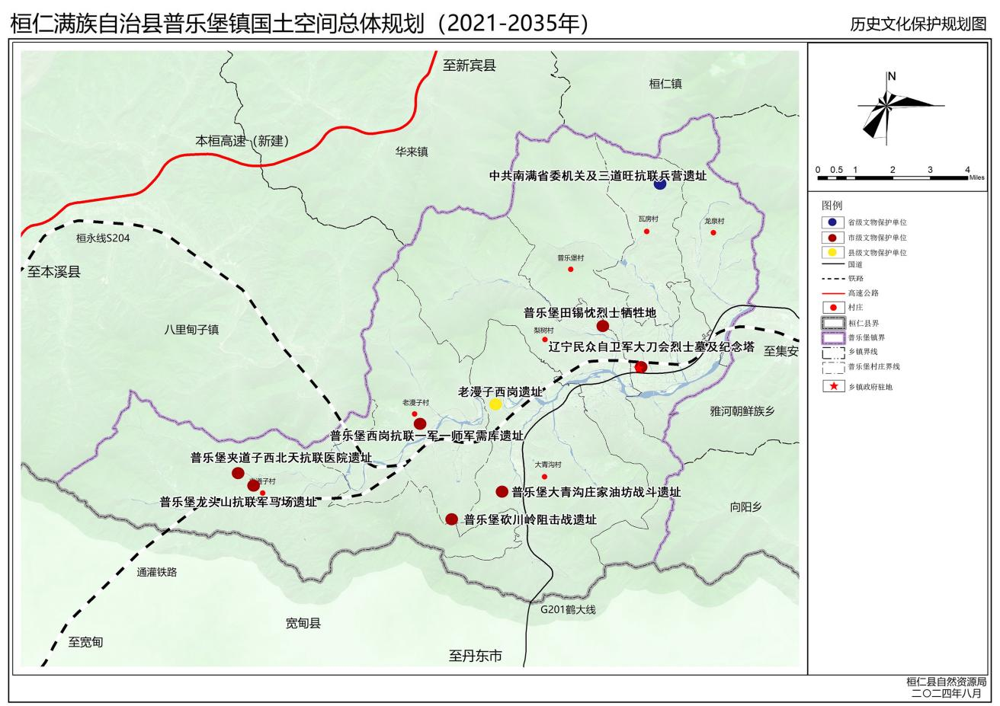 桓仁满族自治县普乐堡镇国土空间总体规划（2021-2035年）
历史文化保护规划图
至新宾县
桓仁镇
本桓高速（新建）
华来镇
中共南满省委机关及三道旺抗联兵营遗址
瓦房村
龙泉村
桓永线S204
普乐堡村
至本溪县
普乐堡田锡忱烈士牺牲地
八里甸子镇
梨树村
辽宁民众自卫军大刀会烈士墓及纪念塔
至集安
老漫子西岗遗址
老漫子村
雅河朝鲜族乡
普乐堡西岗抗联一军一师军需库遗址
普乐堡夹道子西北天抗联医院遗址
大青沟村
道子村
普乐堡大青沟庄家油坊战斗遗址
普乐堡龙头山抗联军马场遗址
向阳乡
普乐堡砍川岭阻击战遗址
通灌铁路
G201鹤大线
宽甸县
至宽甸
至丹东市
N
0 0.5 1 2 3 4
Miles
图例
省级文物保护单位
市级文物保护单位
县级文物保护单位
国道
铁路
高速公路
村庄
桓仁县界
普乐堡镇界
乡镇界线
普乐堡村庄界线
乡镇政府驻地
桓仁县自然资源局
二〇二四年八月